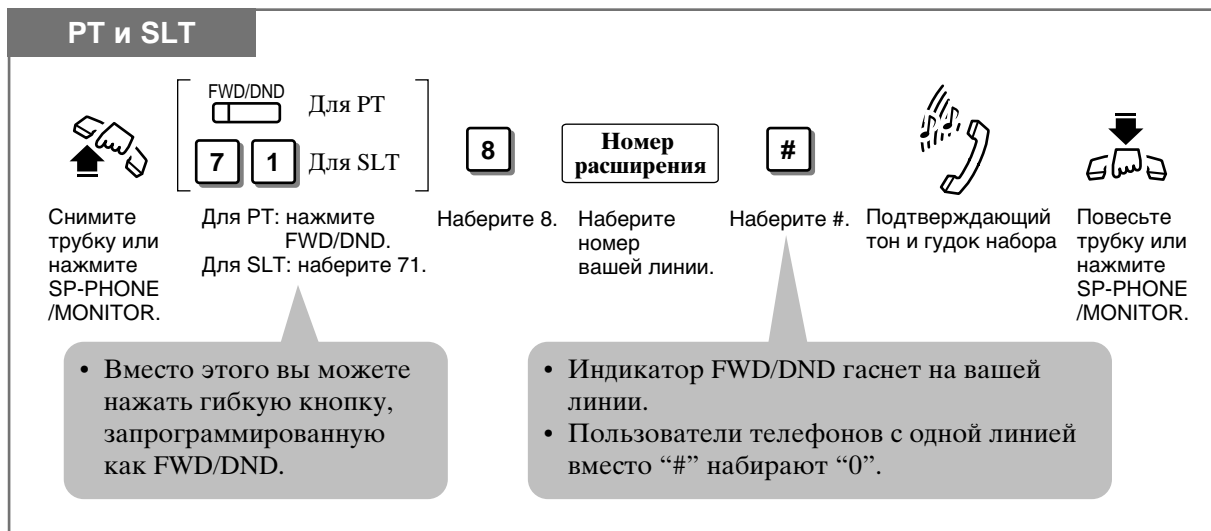 PT и SLT
FWD/DND
Для PT
7 1 Для SLT
8
Номер
расширения
#
Снимите
трубку или
нажмите
SP-PHONE
/MONITOR.
Для PT: нажмите
FWD/DND.
Для SLT: наберите 71.
Наберите 8.
Наберите
номер
вашей линии.
Наберите #.
Подтверждающий
тон и гудок набора
Повесьте
трубку или
нажмите
SP-PHONE
/MONITOR.
• Вместо этого вы можете
нажать гибкую кнопку,
запрограммированную
как FWD/DND.
• Индикатор FWD/DND гаснет на вашей
линии.
• Пользователи телефонов с одной линией
вместо “#” набирают “0”.